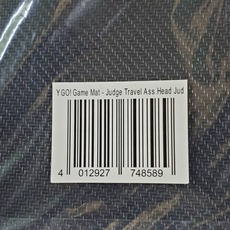 YGO! Game Mat - Judge Travel Ass.Head Jud
4 012927 748589